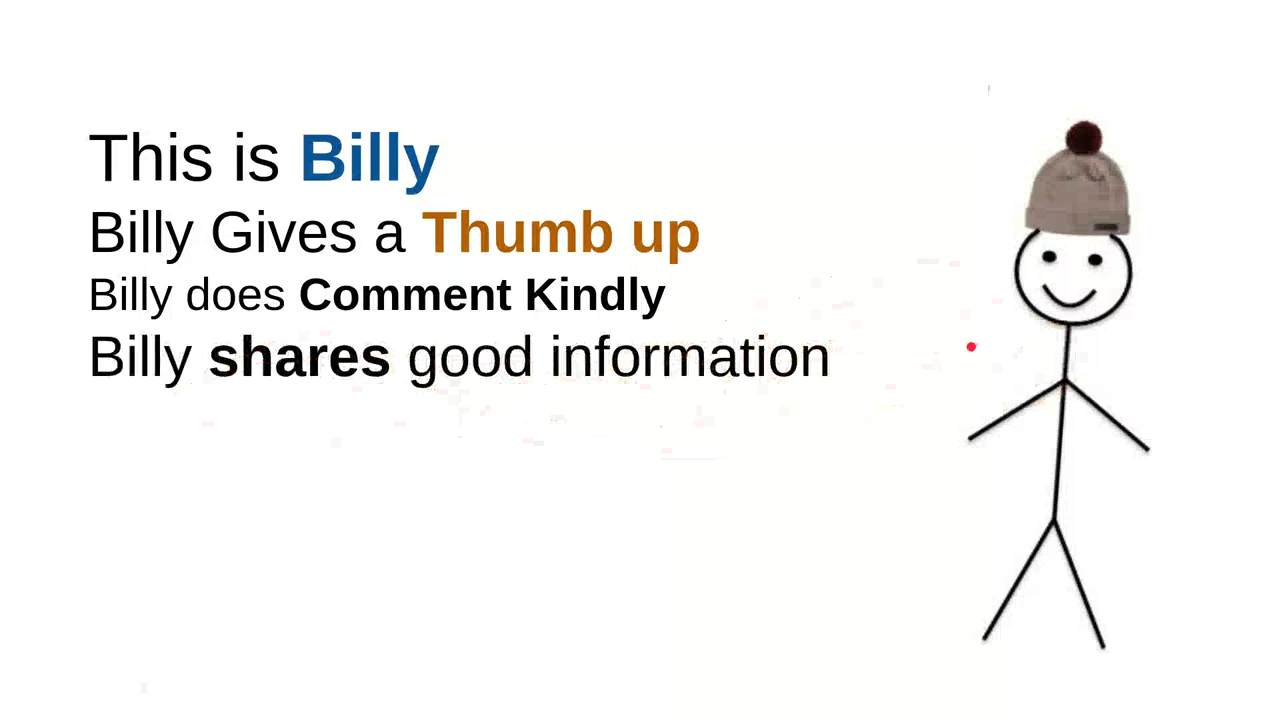 This is Billy
Billy Gives a Thumb up
Billy does Comment Kindly
Billy shares good information